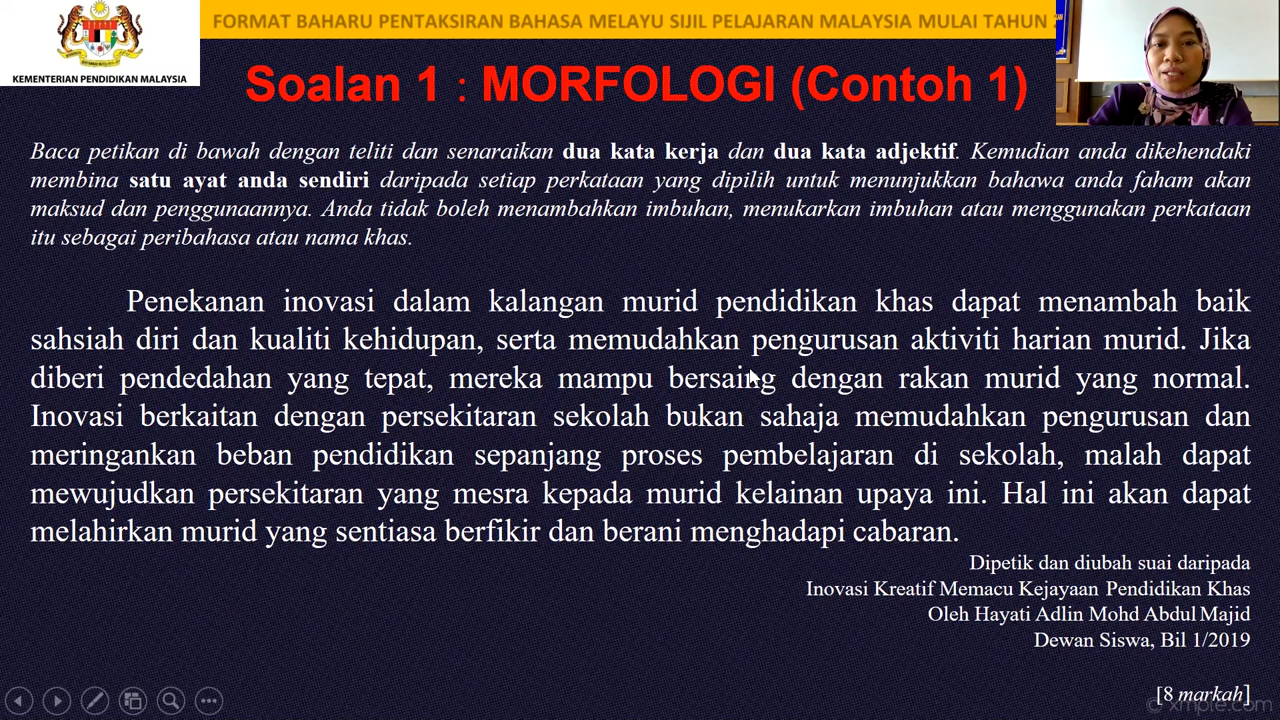 FORMAT BAHARU PENTAKSIRAN BAHASA MELAYU SIJIL PELAJARAN MALAYSIA MULAI TAHUN
KEMENTERIAN PENDIDIKAN MALAYSIA
Soalan 1 : MORFOLOGI (Contoh 1)
Baca petikan di bawah dengan teliti dan senaraikan dua kata kerja dan dua kata adjektif. Kemudian anda dikehendaki
membina satu ayat anda sendiri daripada setiap perkataan yang dipilih untuk menunjukkan bahawa anda faham akan
maksud dan penggunaannya. Anda tidak boleh menambahkan imbuhan, menukarkan imbuhan atau menggunakan perkataan
itu sebagai peribahasa atau nama khas.
Penekanan inovasi dalam kalangan murid pendidikan khas dapat menambah baik
sahsiah diri dan kualiti kehidupan, serta memudahkan pengurusan aktiviti harian murid. Jika
diberi pendedahan yang tepat, mereka mampu bersaing dengan rakan murid yang normal.
Inovasi berkaitan dengan persekitaran sekolah bukan sahaja memudahkan pengurusan dan
meringankan beban pendidikan sepanjang proses pembelajaran di sekolah, malah dapat
mewujudkan persekitaran yang mesra kepada murid kelainan upaya ini. Hal ini akan dapat
melahirkan murid yang sentiasa berfikir dan berani menghadapi cabaran.
Dipetik dan diubah suai daripada
Inovasi Kreatif Memacu Kejayaan Pendidikan Khas
Oleh Hayati Adlin Mohd Abdul Majid
Dewan Siswa, Bil 1/2019
[8 markah]
© xmple.com